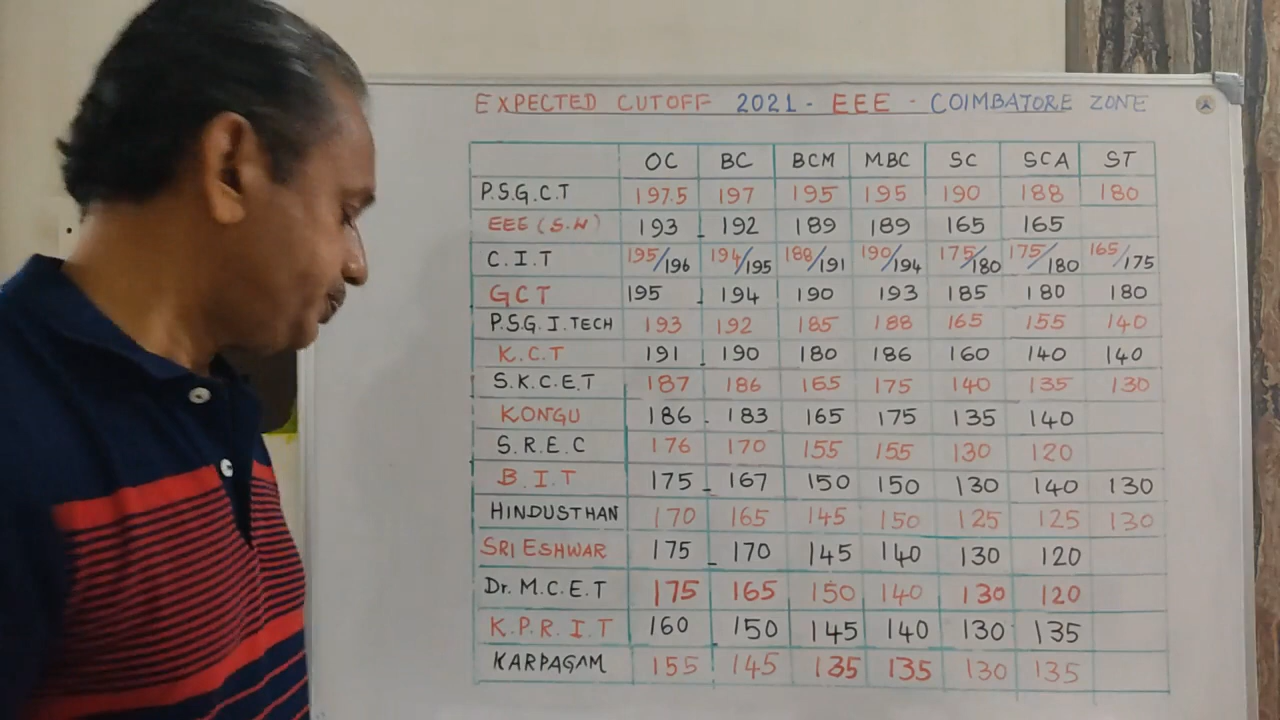 EXPECTED CUTOFF 2021 - EEE - COIMBATORE ZONE
OC BC BCM MBC SC SCA ST
P.S.G.C.T 197.5 197 195 195 190 188 180
EEE (S.W) 193 192 189 189 165 165
C.I.T 195/196 194/195 188/191 190/194 175/180 175/180 165/175
GCT 195 194 190 193 185 180 180
P.S.G.I.TECH 193 192 185 188 165 155 140
K.C.T 191 190 180 186 160 140 140
S.K.C.E.T 187 186 165 175 140 135 130
KONGU 186 183 165 175 135 140
S.R.E.C 176 170 155 155 130 120
B.I.T 175 167 150 150 130 140 130
HINDUSTHAN 170 165 145 150 125 125 130
SRI ESHWAR 175 170 145 140 130 120
Dr.M.C.E.T 175 165 150 140 130 120
K.P.R.I.T 160 150 145 140 130 135
KARPAGAM 155 145 135 135 130 135